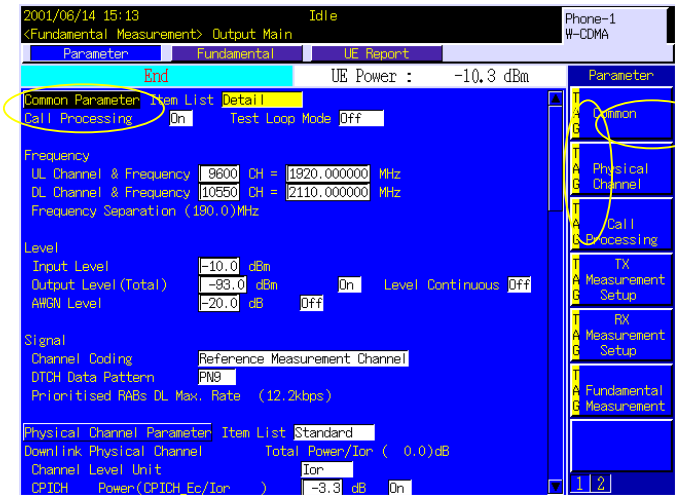 2001/06/14 15:13 Idle
<Fundamental Measurement> Output Main
Phone-1
W-CDMA
Parameter Fundamental UE Report
End UE Power : -10.3 dBm
Common Parameter Item List Detail
Call Processing On Test Loop Mode Off
Frequency
UL Channel & Frequency 9600 CH = 1920.000000 MHz
DL Channel & Frequency 10550 CH = 2110.000000 MHz
Frequency Separation (190.0)MHz
Level
Input Level -10.0 dBm
Output Level(Total) -93.0 dBm On Level Continuous Off
AWGN Level -20.0 dB Off
Signal
Channel Coding Reference Measurement Channel
DTCH Data Pattern PN9
Prioritised RABs DL Max. Rate (12.2kbps)
Physical Channel Parameter Item List Standard
Downlink Physical Channel Total Power/Ior ( 0.0)dB
Channel Level Unit Ior
CPICH Power(CPICH_Ec/Ior ) -3.3 dB On
Parameter
TAG Common
TAG Physical
Channel
TAG Call
Processing
TAG TX
Measurement
Setup
TAG RX
Measurement
Setup
TAG Fundamental
Measurement
1 2